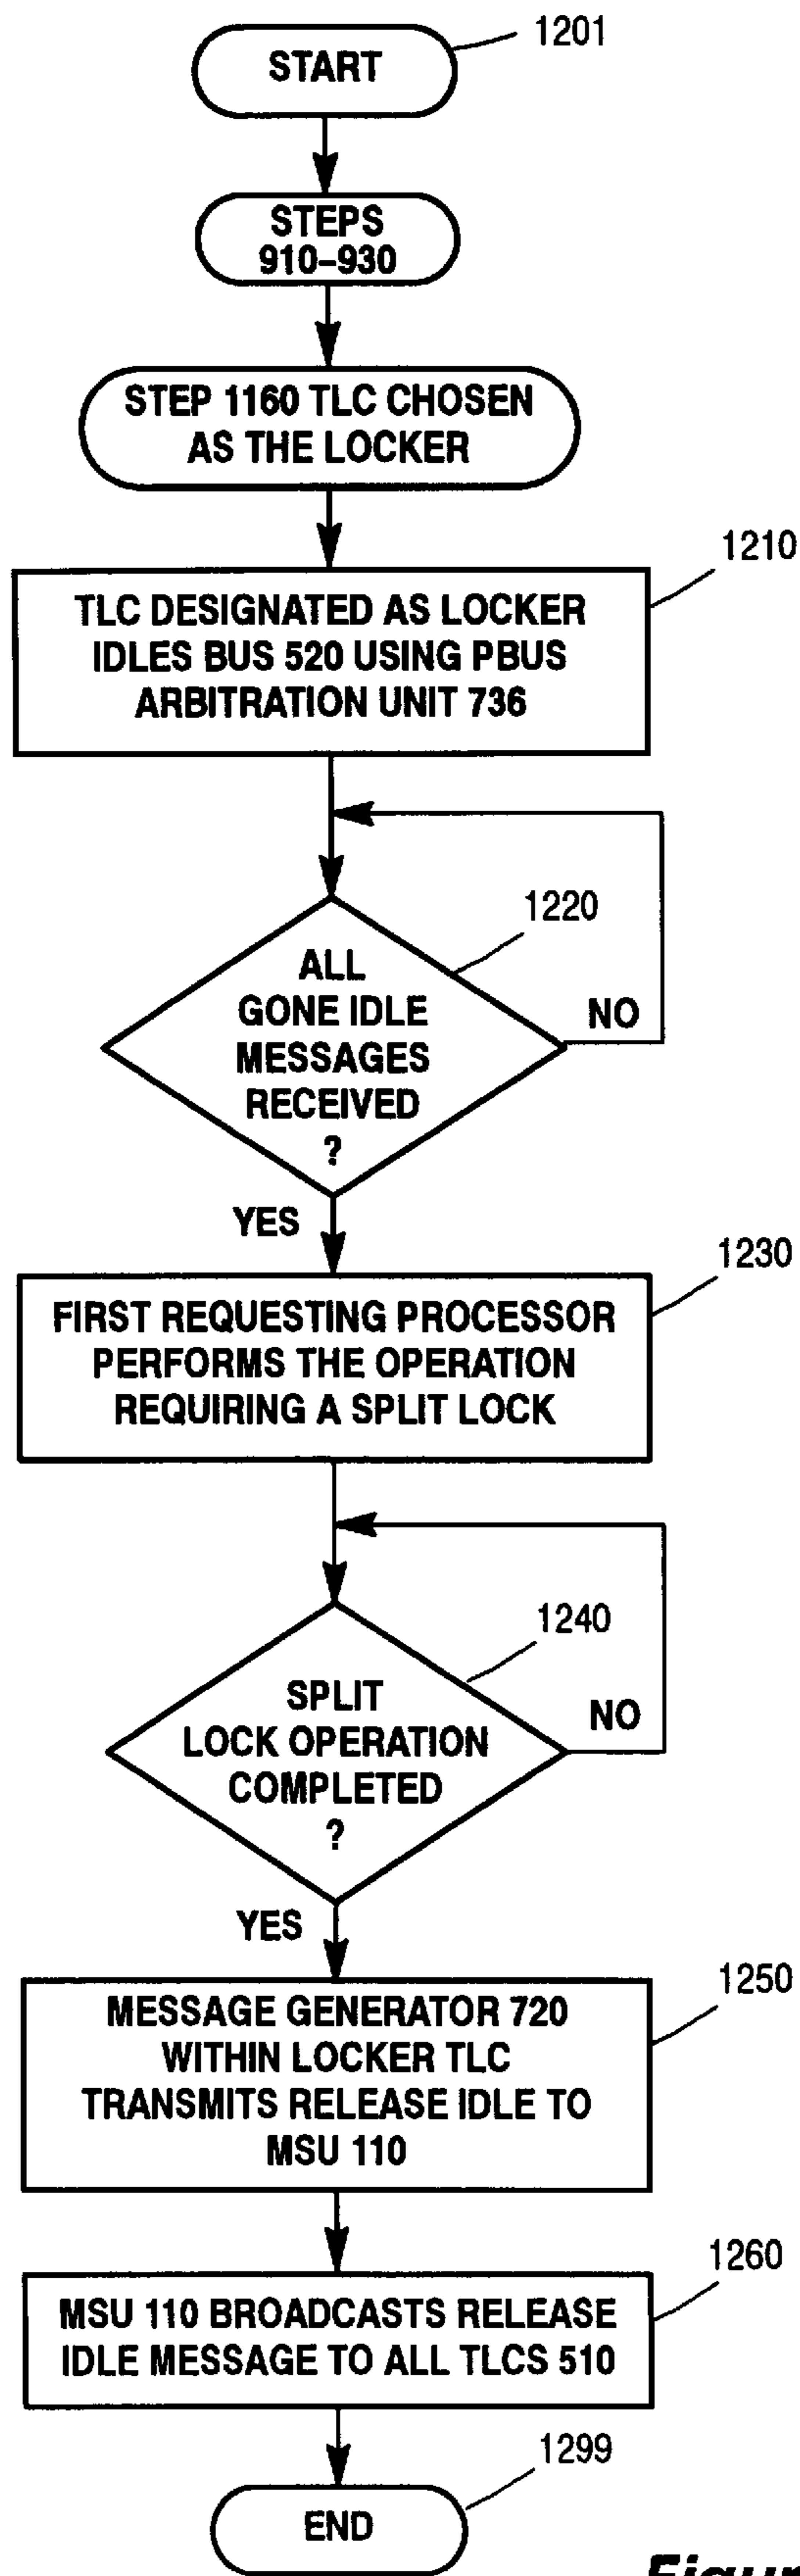 1201
START
STEPS
910–930
STEP 1160 TLC CHOSEN
AS THE LOCKER
1210
TLC DESIGNATED AS LOCKER
IDLES BUS 520 USING PBUS
ARBITRATION UNIT 736
1220
ALL
GONE IDLE
MESSAGES
RECEIVED
?
NO
YES
1230
FIRST REQUESTING PROCESSOR
PERFORMS THE OPERATION
REQUIRING A SPLIT LOCK
1240
SPLIT
LOCK OPERATION
COMPLETED
?
NO
YES
1250
MESSAGE GENERATOR 720
WITHIN LOCKER TLC
TRANSMITS RELEASE IDLE TO
MSU 110
1260
MSU 110 BROADCASTS RELEASE
IDLE MESSAGE TO ALL TLCS 510
1299
END